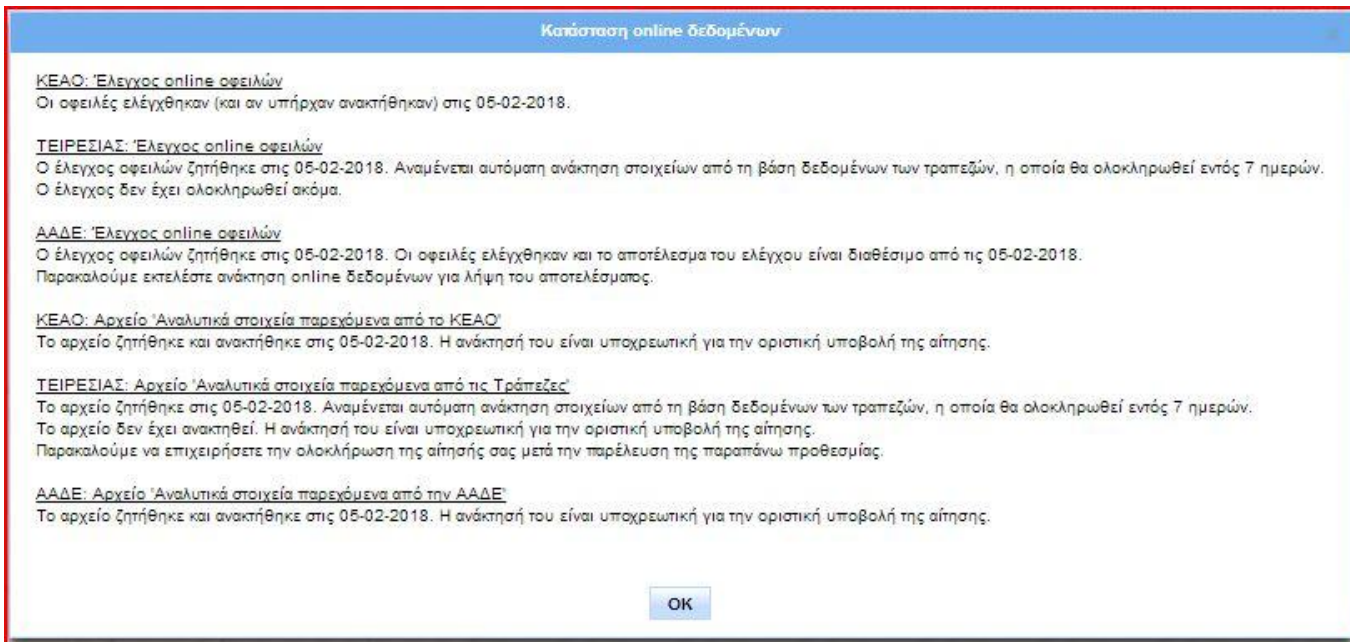 Κατάσταση online δεδομένων
ΚΕΑΟ: Έλεγχος online οφειλών
Οι οφειλές ελέγχθηκαν (και αν υπήρχαν ανακτήθηκαν) στις 05-02-2018.
ΤΕΙΡΕΣΙΑΣ: Έλεγχος online οφειλών
Ο έλεγχος οφειλών ζητήθηκε στις 05-02-2018. Αναμένεται αυτόματη ανάκτηση στοιχείων από τη βάση δεδομένων των τραπεζών, η οποία θα ολοκληρωθεί εντός 7 ημερών.
Ο έλεγχος δεν έχει ολοκληρωθεί ακόμα.
ΑΑΔΕ: Έλεγχος online οφειλών
Ο έλεγχος οφειλών ζητήθηκε στις 05-02-2018. Οι οφειλές ελέγχθηκαν και το αποτέλεσμα του ελέγχου είναι διαθέσιμο από τις 05-02-2018.
Παρακαλούμε εκτελέστε ανάκτηση online δεδομένων για λήψη του αποτελέσματος.
ΚΕΑΟ: Αρχείο 'Αναλυτικά στοιχεία παρεχόμενα από το ΚΕΑΟ'
Το αρχείο ζητήθηκε και ανακτήθηκε στις 05-02-2018. Η ανάκτησή του είναι υποχρεωτική για την οριστική υποβολή της αίτησης.
ΤΕΙΡΕΣΙΑΣ: Αρχείο 'Αναλυτικά στοιχεία παρεχόμενα από τις Τράπεζες'
Το αρχείο ζητήθηκε στις 05-02-2018. Αναμένεται αυτόματη ανάκτηση στοιχείων από τη βάση δεδομένων των τραπεζών, η οποία θα ολοκληρωθεί εντός 7 ημερών.
Το αρχείο δεν έχει ανακτηθεί. Η ανάκτησή του είναι υποχρεωτική για την οριστική υποβολή της αίτησης.
Παρακαλούμε να επιχειρήσετε την ολοκλήρωση της αίτησής σας μετά την παρέλευση της παραπάνω προθεσμίας.
ΑΑΔΕ: Αρχείο 'Αναλυτικά στοιχεία παρεχόμενα από την ΑΑΔΕ'
Το αρχείο ζητήθηκε και ανακτήθηκε στις 05-02-2018. Η ανάκτησή του είναι υποχρεωτική για την οριστική υποβολή της αίτησης.
OK